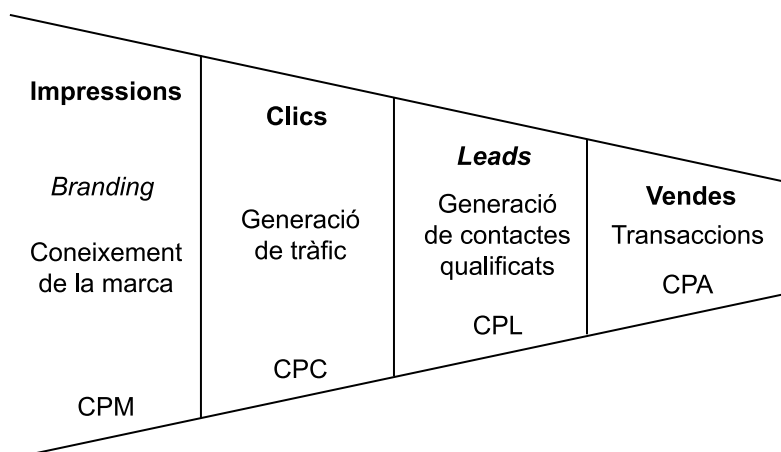 Impressions
Branding
Coneixement
de la marca
CPM
Clics
Generació
de tràfic
CPC
Leads
Generació
de contactes
qualificats
CPL
Vendes
Transaccions
CPA